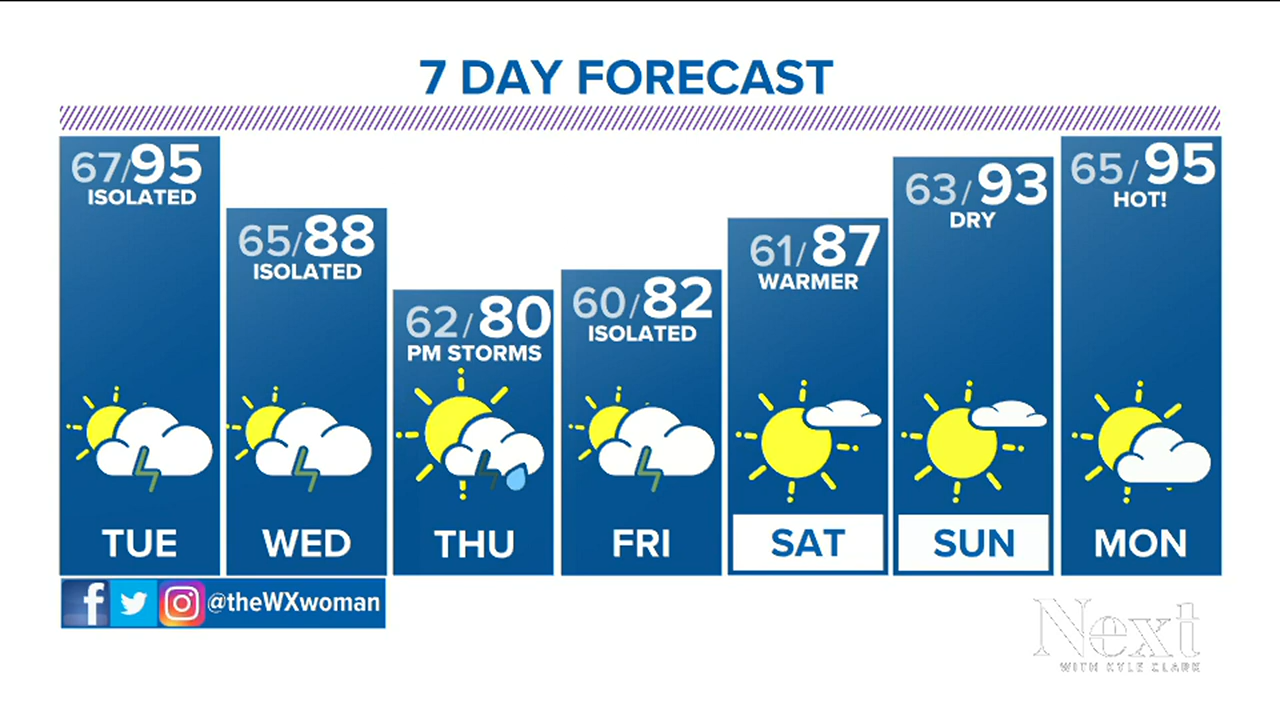 7 DAY FORECAST
67/95
ISOLATED
TUE
65/88
ISOLATED
WED
62/80
PM STORMS
THU
60/82
ISOLATED
FRI
61/87
WARMER
SAT
63/93
DRY
SUN
65/95
HOT!
MON
@theWXwoman
Next
WITH KYLE CLARK